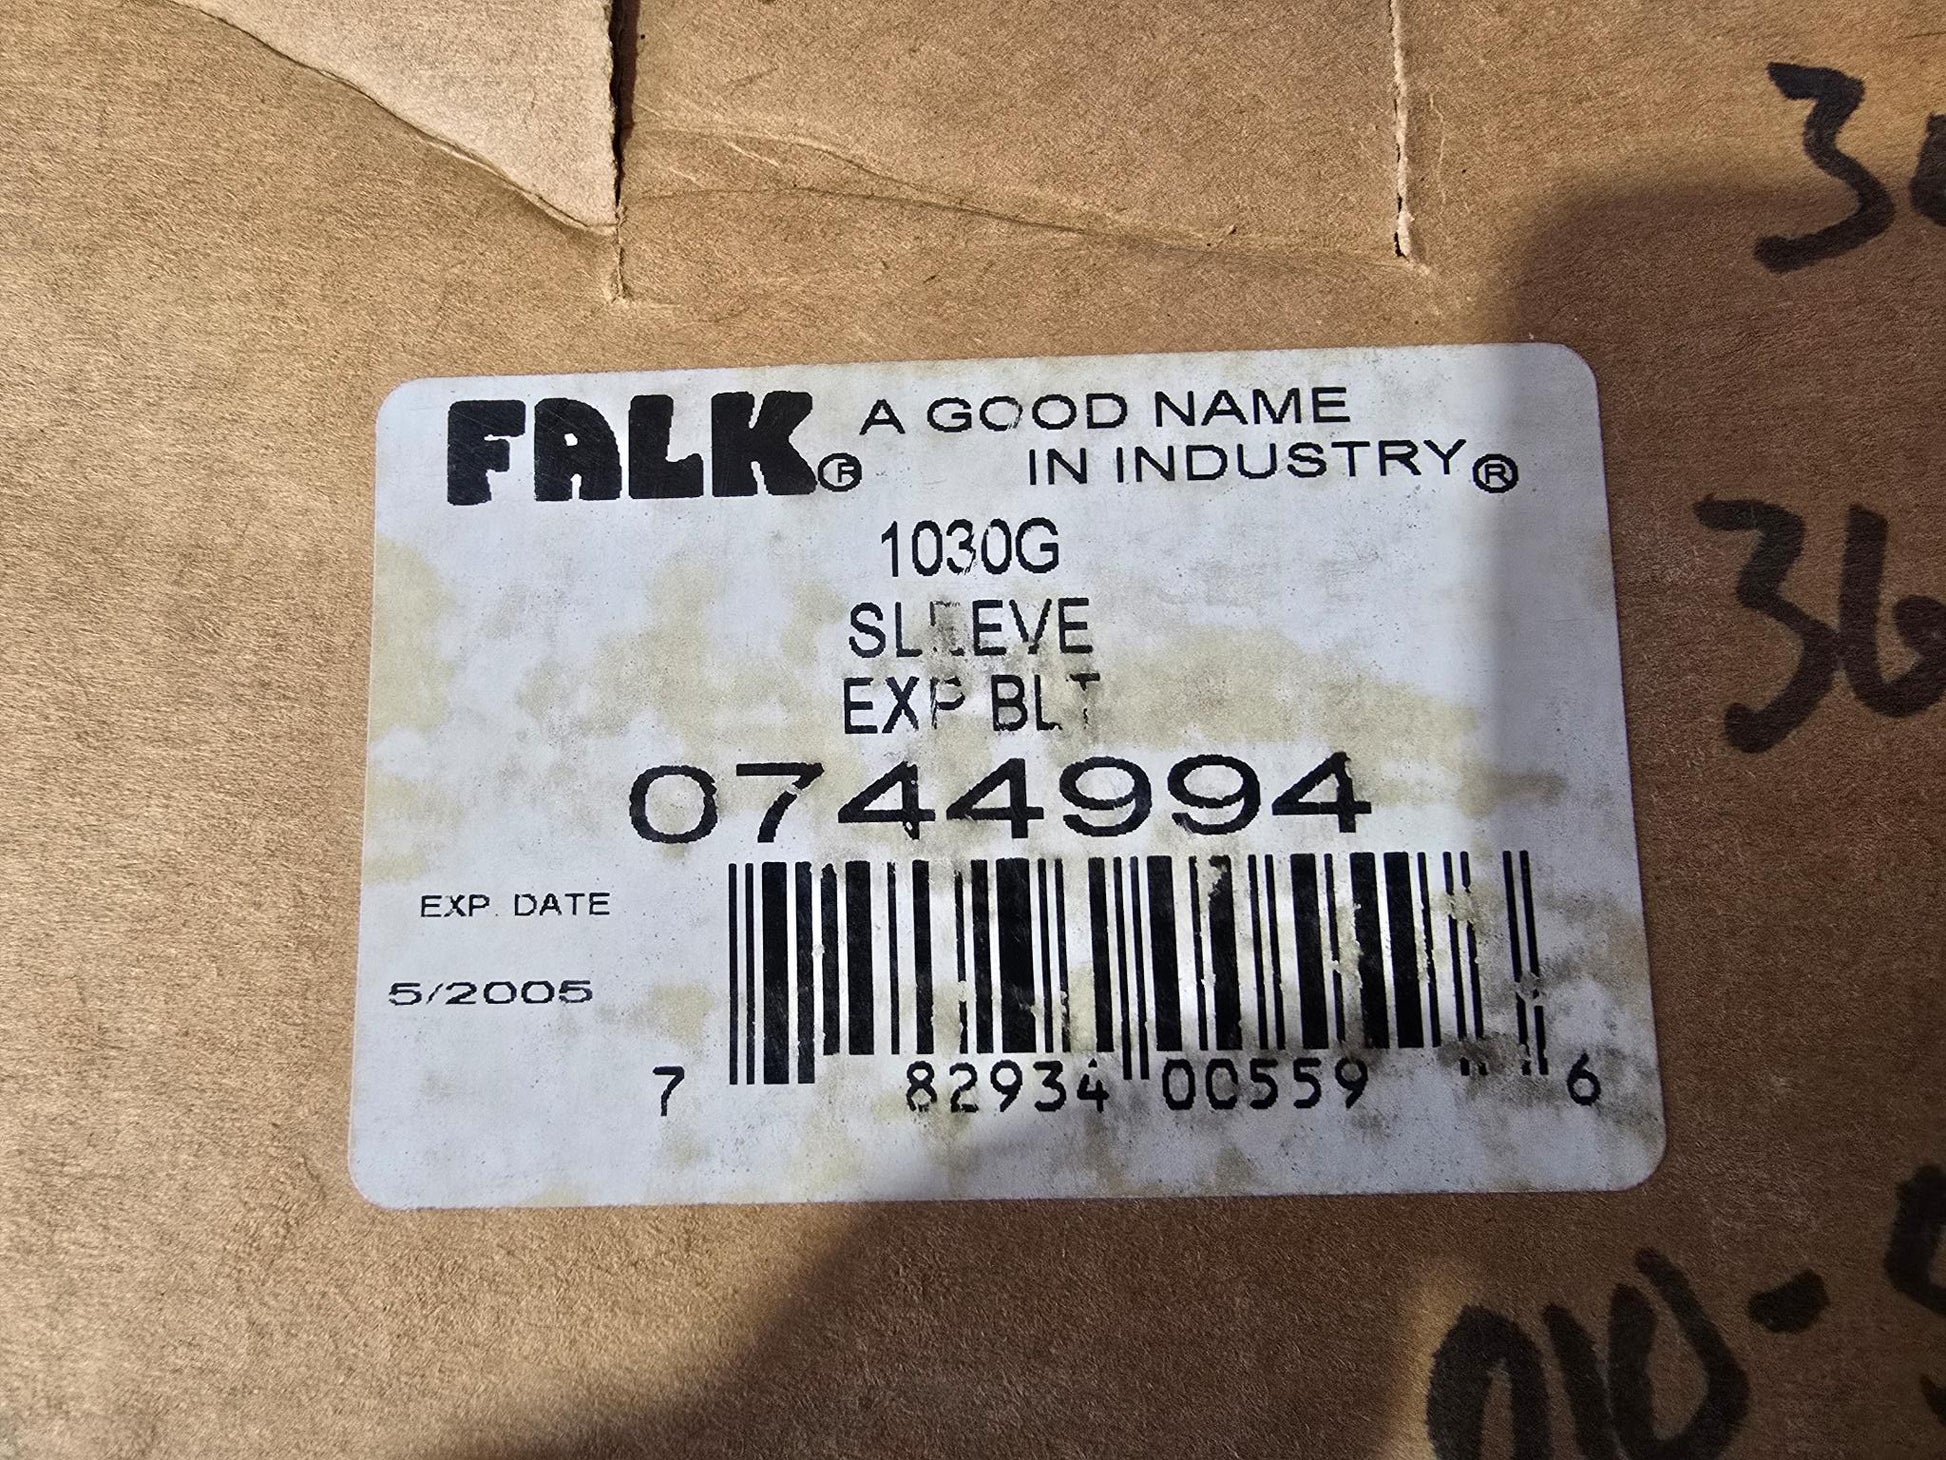 FALK® A GOOD NAME
IN INDUSTRY®
1030G
SLEEVE
EXP BLT
0744994
EXP. DATE
5/2005
7 82934 00559 6